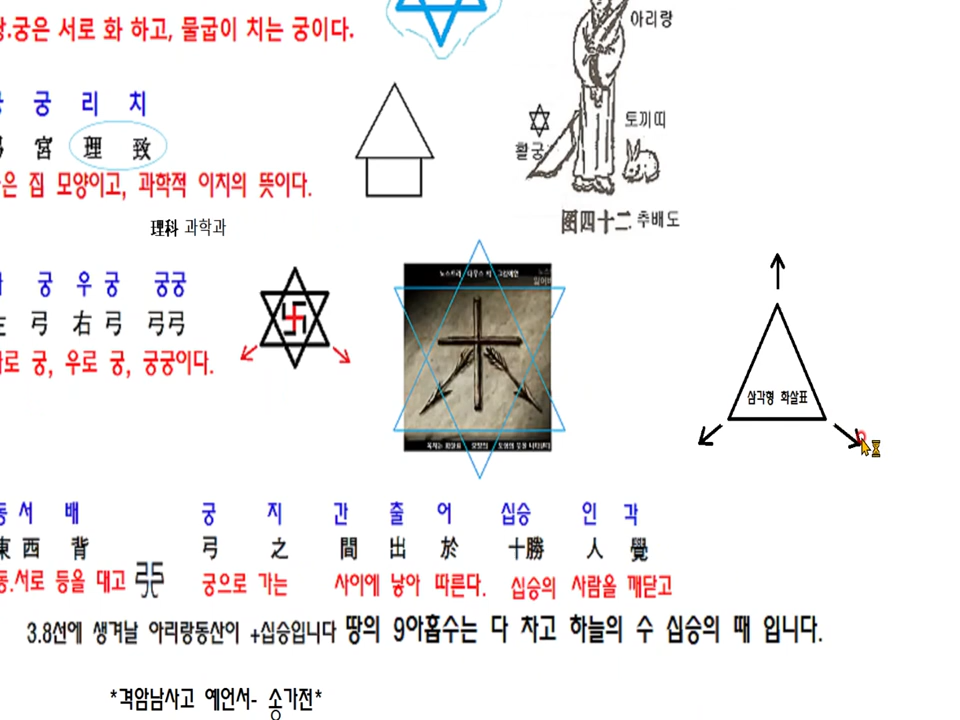 궁은 서로 화 하고, 물굽이 치는 궁이다.
아리랑
궁 리 치
宮 理 致
토끼띠
활궁
은 집 모양이고, 과학적 이치의 뜻이다.
理科 과학과
圖四十二 추배도
궁 우 궁 궁궁
弓 右 弓 弓弓
로 궁, 우로 궁, 궁궁이다.
삼각형 화살표
서 배 궁 지 간 출 어 십승 인 각
東 西 背 弓 之 間 出 於 十勝 人 覺
동.서로 등을 대고 궁으로 가는 사이에 낳아 따른다. 십승의 사람을 깨닫고
3.8선에 생겨날 아리랑동산이 +십승입니다 땅의 9아홉수는 다 차고 하늘의 수 십승의 때 입니다.
*격암남사고 예언서- 송가전*